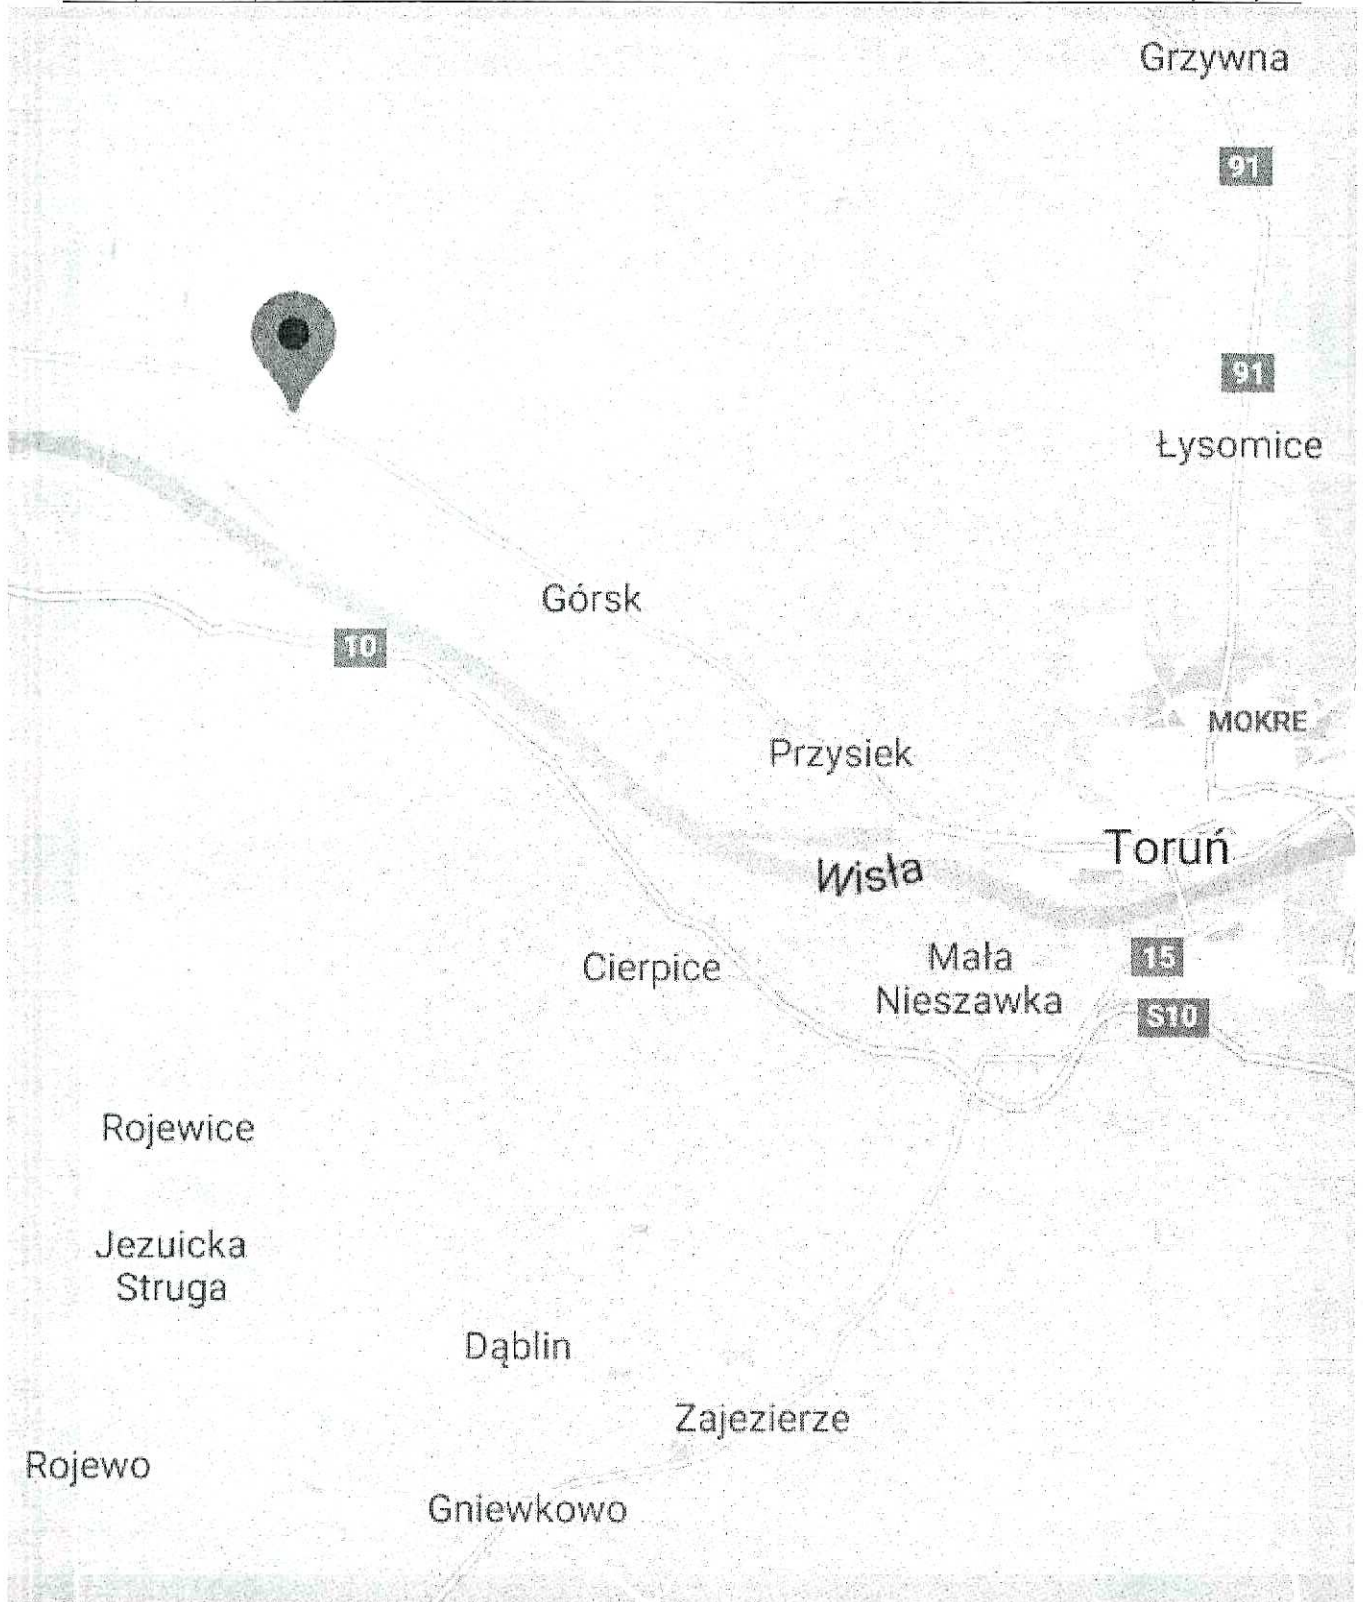 Grzywna
91
91
Łysomice
Górsk
10
MOKRE
Przysiek
Toruń
Wisła
Cierpice
Mała
Nieszawka
15
S10
Rojewice
Jezuicka
Struga
Dąblin
Zajezierze
Rojewo
Gniewkowo